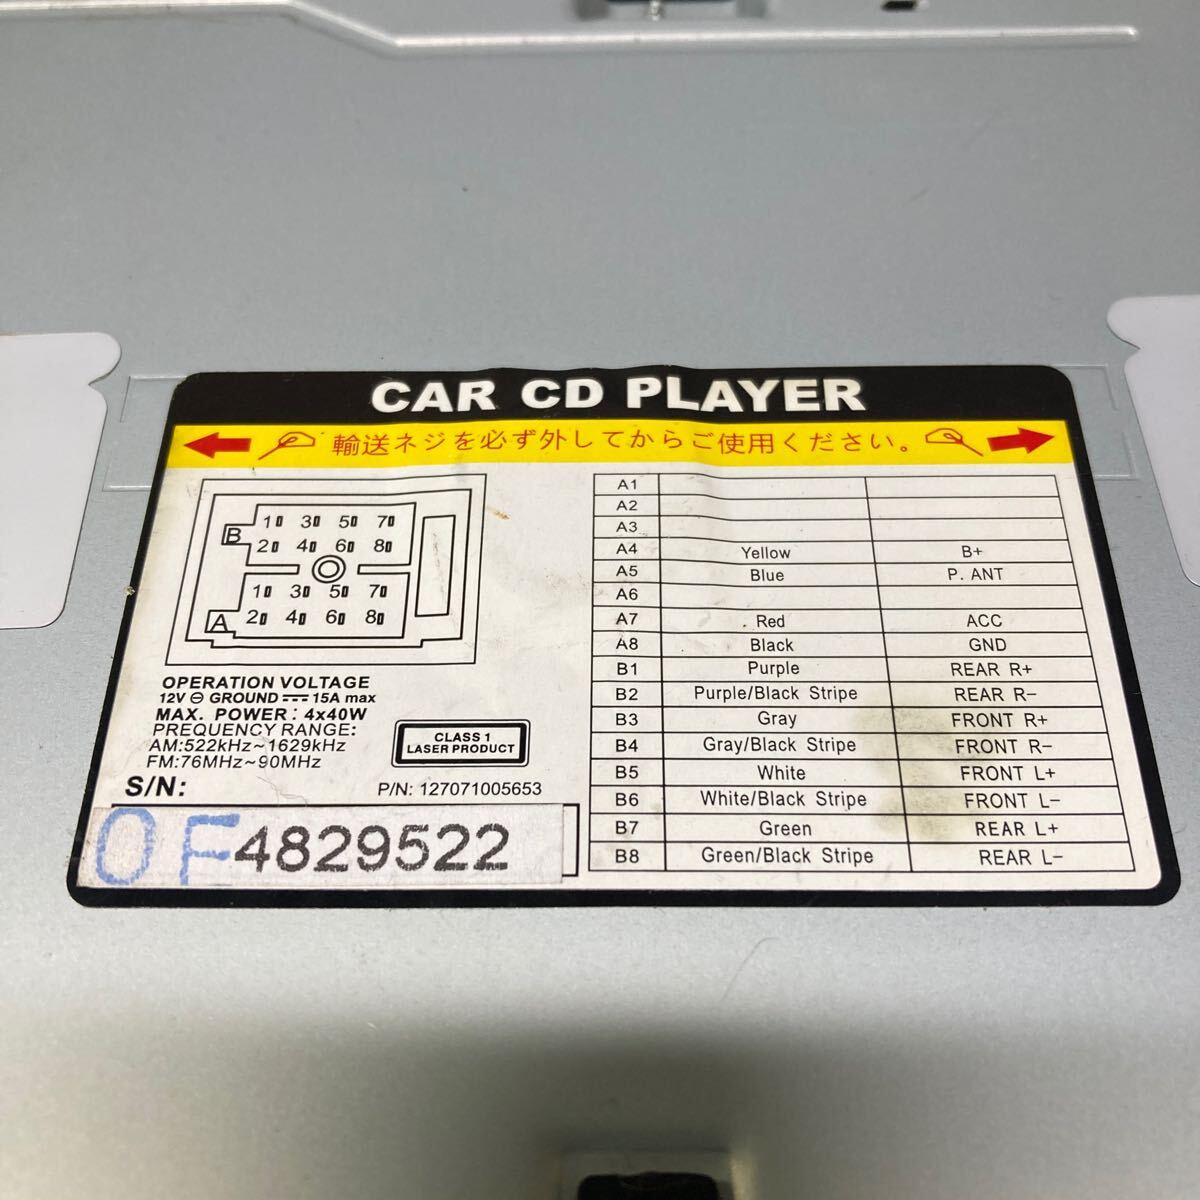 CAR CD PLAYER
輸送ネジを必ず外してからご使用ください。
B 1 3 5 7
2 4 6 8
1 3 5 7
A 2 4 6 8
OPERATION VOLTAGE
12V ⊖ GROUND ⎓ 15A max
MAX. POWER: 4x40W
PREQUENCY RANGE:
AM:522kHz~1629kHz
FM:76MHz~90MHz
CLASS 1
LASER PRODUCT
S/N:
P/N: 127071005653
OF4829522
A1
A2
A3
A4 Yellow B+
A5 Blue P. ANT
A6
A7 Red ACC
A8 Black GND
B1 Purple REAR R+
B2 Purple/Black Stripe REAR R-
B3 Gray FRONT R+
B4 Gray/Black Stripe FRONT R-
B5 White FRONT L+
B6 White/Black Stripe FRONT L-
B7 Green REAR L+
B8 Green/Black Stripe REAR L-